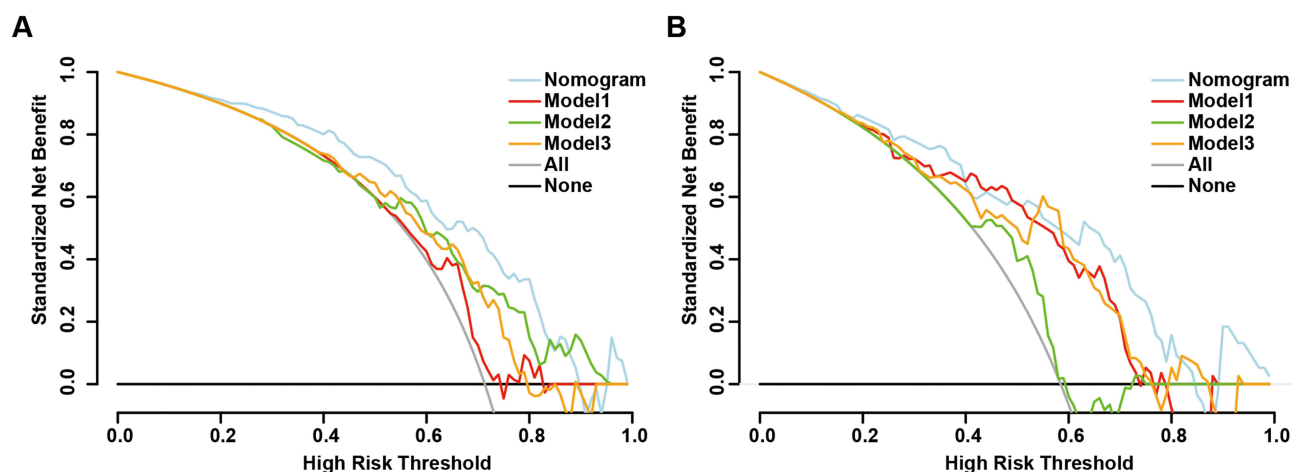 A
Standardized Net Benefit
1.0
0.8
0.6
0.4
0.2
0.0
Nomogram
Model1
Model2
Model3
All
None
0.0 0.2 0.4 0.6 0.8 1.0
High Risk Threshold
B
Standardized Net Benefit
1.0
0.8
0.6
0.4
0.2
0.0
Nomogram
Model1
Model2
Model3
All
None
0.0 0.2 0.4 0.6 0.8 1.0
High Risk Threshold